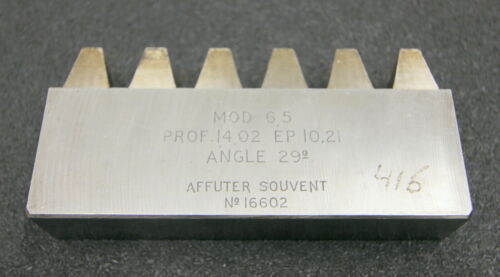 MOD 6,5
PROF.14,02 EP 10,21
ANGLE 29º
416
AFFUTER SOUVENT
Nº 16602